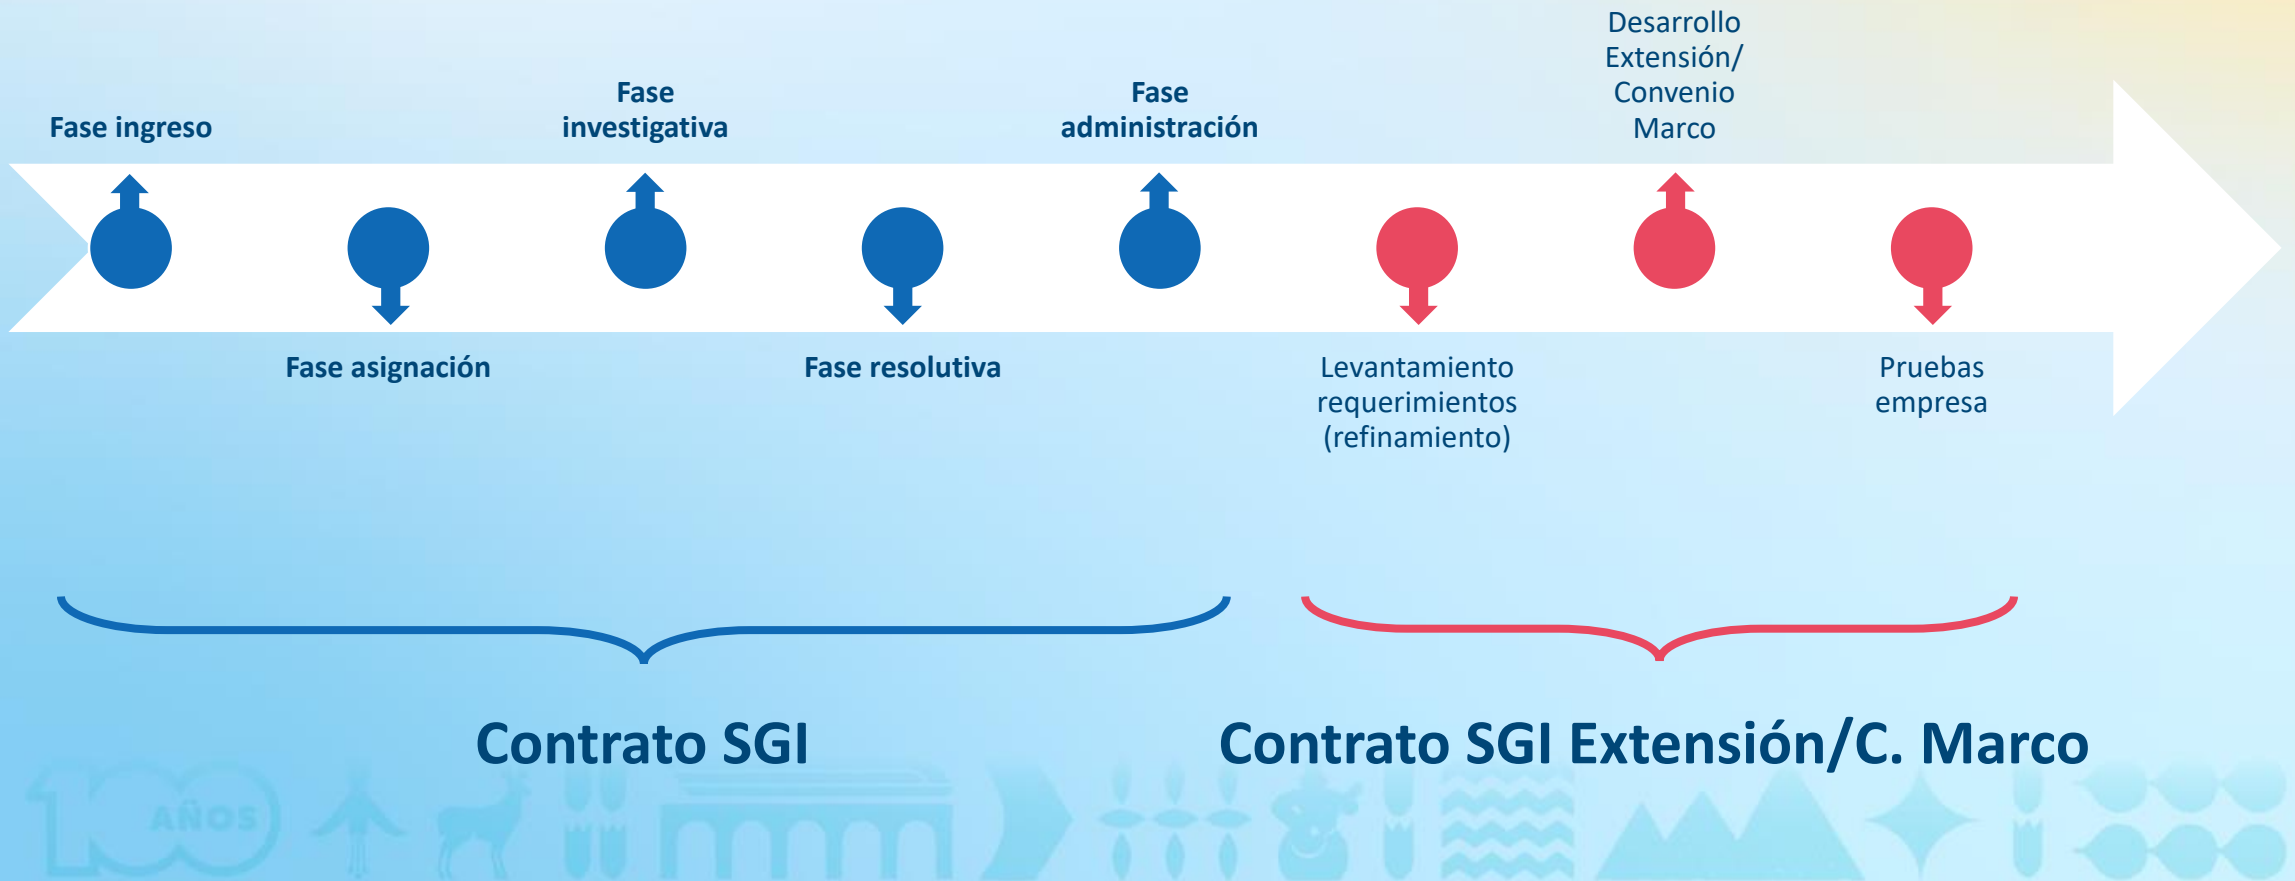 Fase ingreso
Fase asignación
Fase
investigativa
Fase resolutiva
Fase
administración
Levantamiento
requerimientos
(refinamiento)
Desarrollo
Extensión/
Convenio
Marco
Pruebas
empresa
Contrato SGI
Contrato SGI Extensión/C. Marco
100
AÑOS